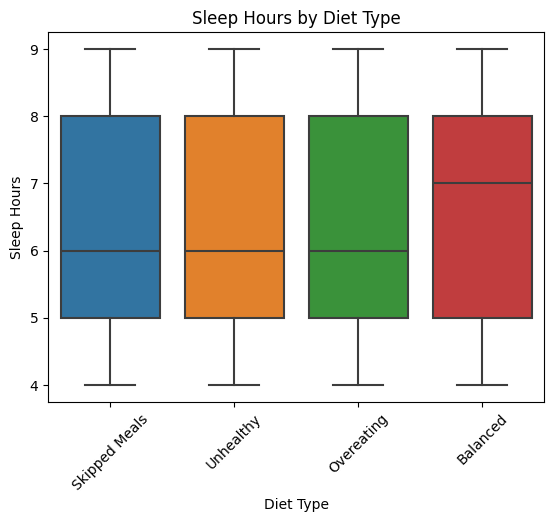 Sleep Hours by Diet Type
9
8
7
6
5
4
Sleep Hours
Skipped Meals
Unhealthy
Overeating
Balanced
Diet Type